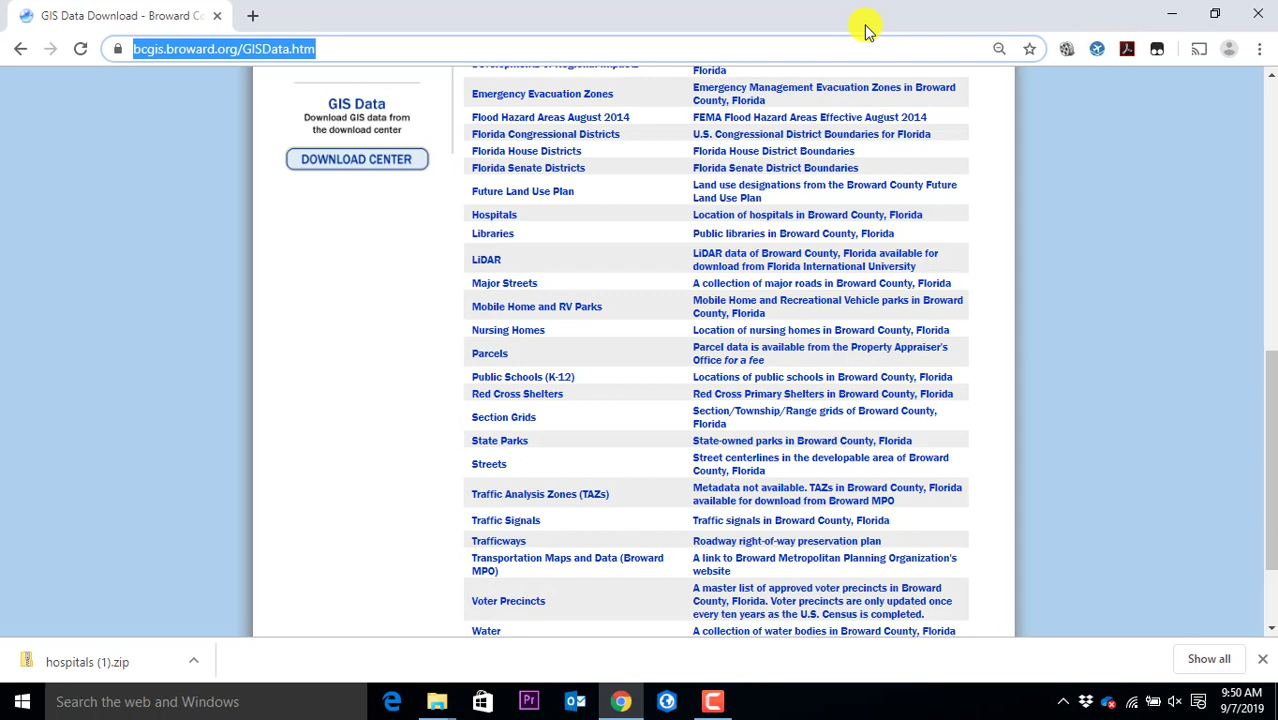 GIS Data Download - Broward Co
bcgis.broward.org/GISData.htm
GIS Data
Download GIS data from
the download center
DOWNLOAD CENTER
Developments of Regional Impacts
Florida
Emergency Evacuation Zones
Emergency Management Evacuation Zones in Broward
County, Florida
Flood Hazard Areas August 2014
FEMA Flood Hazard Areas Effective August 2014
Florida Congressional Districts
U.S. Congressional District Boundaries for Florida
Florida House Districts
Florida House District Boundaries
Florida Senate Districts
Florida Senate District Boundaries
Future Land Use Plan
Land use designations from the Broward County Future
Land Use Plan
Hospitals
Location of hospitals in Broward County, Florida
Libraries
Public libraries in Broward County, Florida
LiDAR
LiDAR data of Broward County, Florida available for
download from Florida International University
Major Streets
A collection of major roads in Broward County, Florida
Mobile Home and RV Parks
Mobile Home and Recreational Vehicle parks in Broward
County, Florida
Nursing Homes
Location of nursing homes in Broward County, Florida
Parcels
Parcel data is available from the Property Appraiser's
Office for a fee
Public Schools (K-12)
Locations of public schools in Broward County, Florida
Red Cross Shelters
Red Cross Primary Shelters in Broward County, Florida
Section Grids
Section/Township/Range grids of Broward County,
Florida
State Parks
State-owned parks in Broward County, Florida
Streets
Street centerlines in the developable area of Broward
County, Florida
Traffic Analysis Zones (TAZs)
Metadata not available. TAZs in Broward County, Florida
available for download from Broward MPO
Traffic Signals
Traffic signals in Broward County, Florida
Trafficways
Roadway right-of-way preservation plan
Transportation Maps and Data (Broward
MPO)
A link to Broward Metropolitan Planning Organization's
website
Voter Precincts
A master list of approved voter precincts in Broward
County, Florida. Voter precincts are only updated once
every ten years as the U.S. Census is completed.
Water
A collection of water bodies in Broward County, Florida
hospitals (1).zip
Show all
Search the Web and Windows
Pr
9:50 AM
9/7/2019